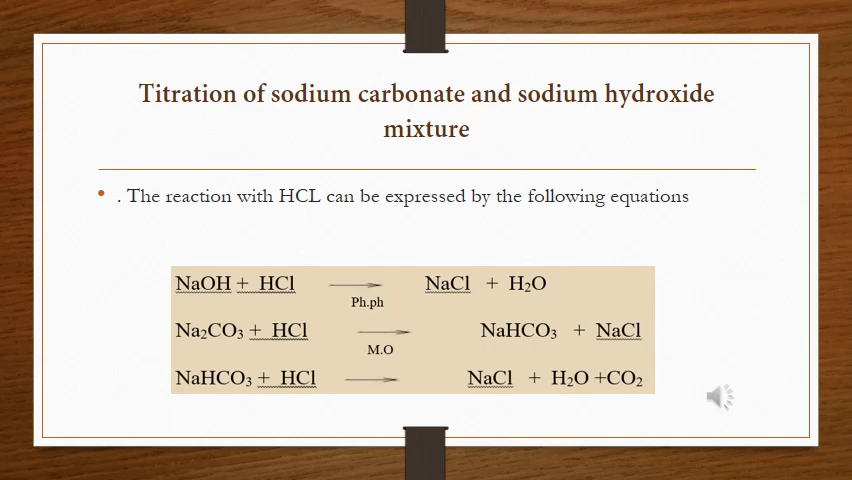 Titration of sodium carbonate and sodium hydroxide
mixture
• . The reaction with HCL can be expressed by the following equations
NaOH + HCl ⟶ NaCl + H₂O
Ph.ph
Na₂CO₃ + HCl ⟶ NaHCO₃ + NaCl
M.O
NaHCO₃ + HCl ⟶ NaCl + H₂O +CO₂